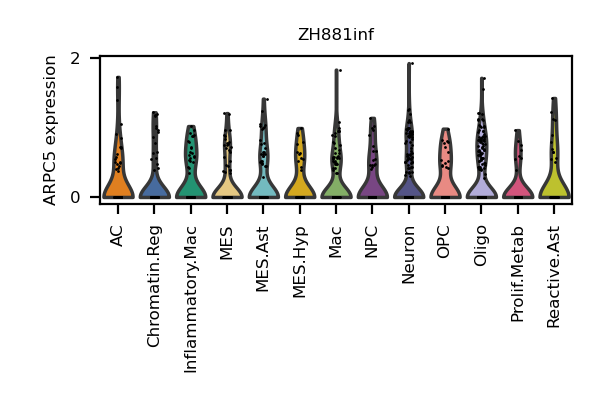 ZH881inf
ARPC5 expression
2
0
AC
Chromatin.Reg
Inflammatory.Mac
MES
MES.Ast
MES.Hyp
Mac
NPC
Neuron
OPC
Oligo
Prolif.Metab
Reactive.Ast